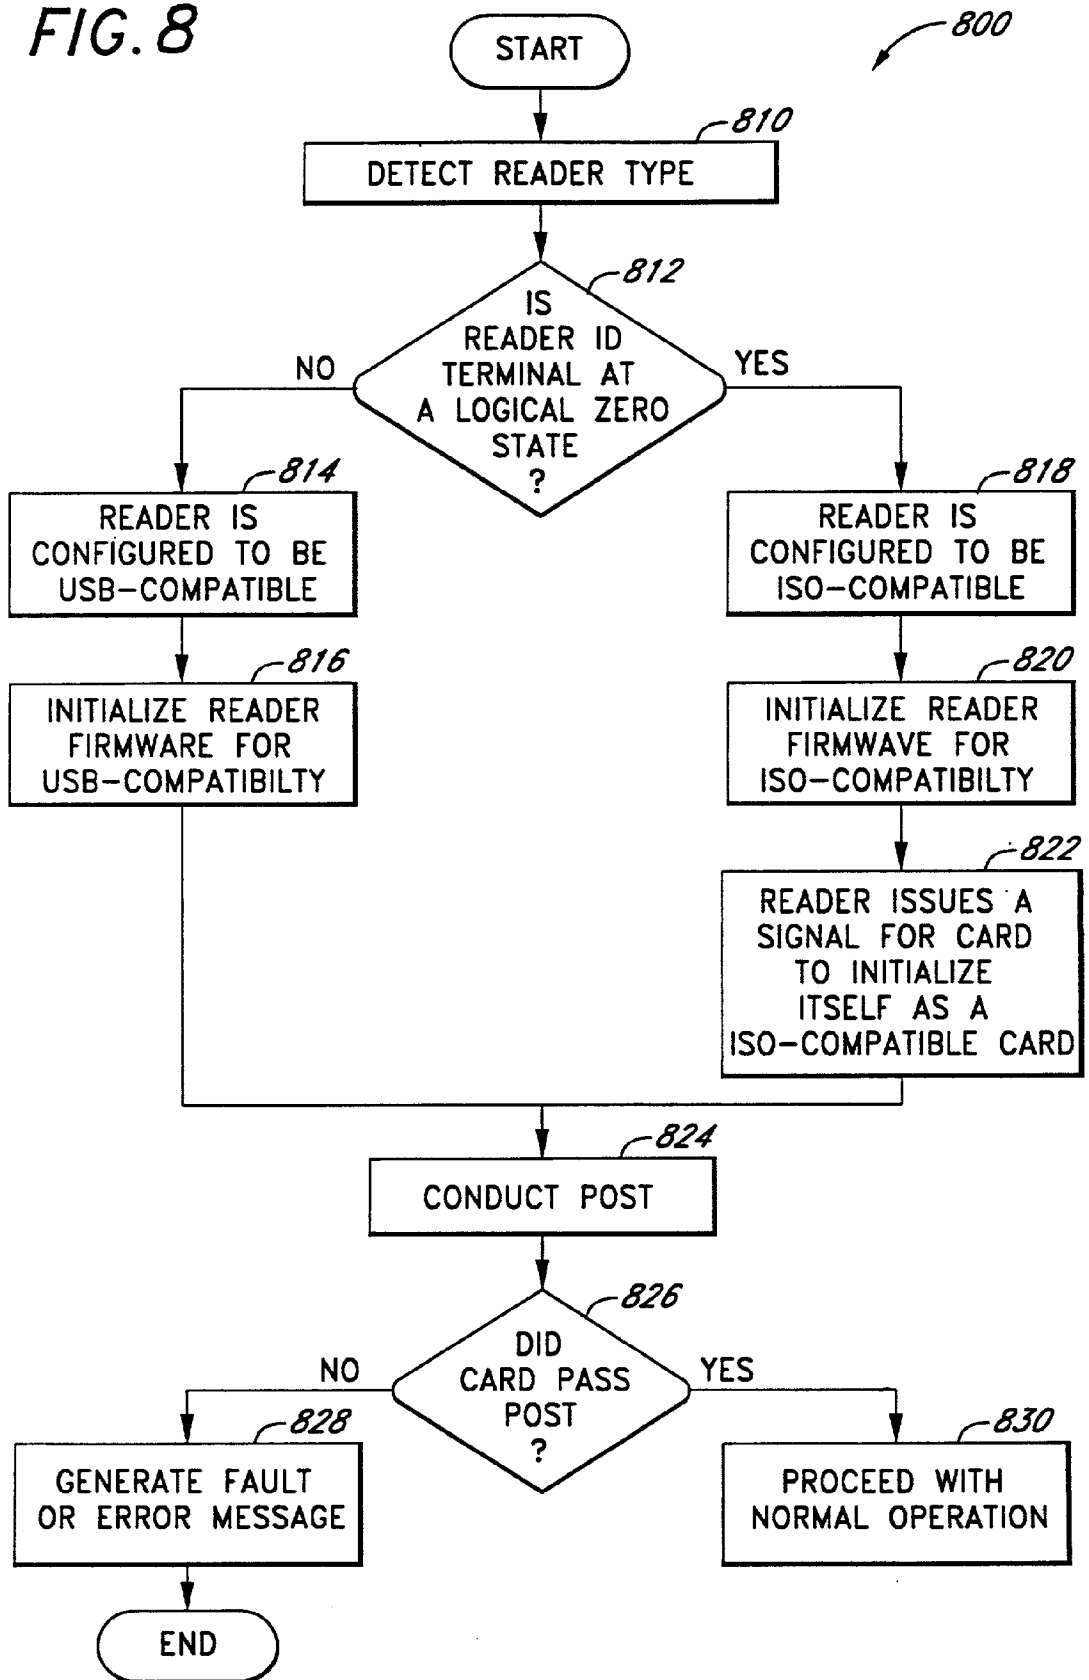 FIG. 8
800
START
810
DETECT READER TYPE
812
IS
READER ID
TERMINAL AT
A LOGICAL ZERO
STATE
?
NO
YES
814
READER IS
CONFIGURED TO BE
USB-COMPATIBLE
818
READER IS
CONFIGURED TO BE
ISO-COMPATIBLE
816
INITIALIZE READER
FIRMWARE FOR
USB-COMPATIBILTY
820
INITIALIZE READER
FIRMWAVE FOR
ISO-COMPATIBILTY
822
READER ISSUES A
SIGNAL FOR CARD
TO INITIALIZE
ITSELF AS A
ISO-COMPATIBLE CARD
824
CONDUCT POST
826
DID
CARD PASS
POST
?
NO
YES
828
GENERATE FAULT
OR ERROR MESSAGE
830
PROCEED WITH
NORMAL OPERATION
END